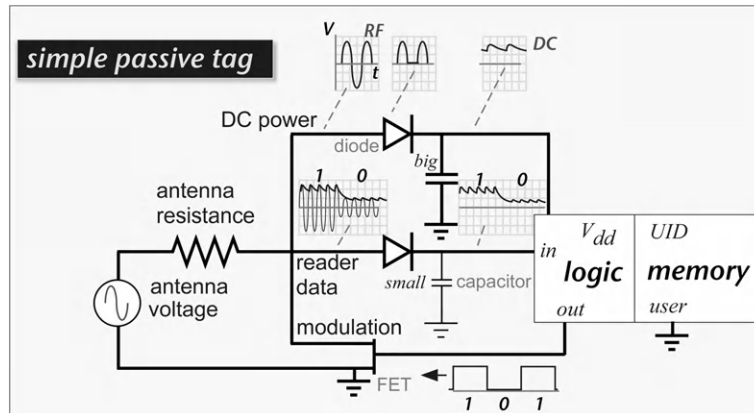 simple passive tag
V
RF
t
DC
DC power
diode
big
1 0
1 0
antenna
resistance
antenna
voltage
reader
data
small
capacitor
in
Vdd
logic
out
UID
memory
user
modulation
FET
1 0 1